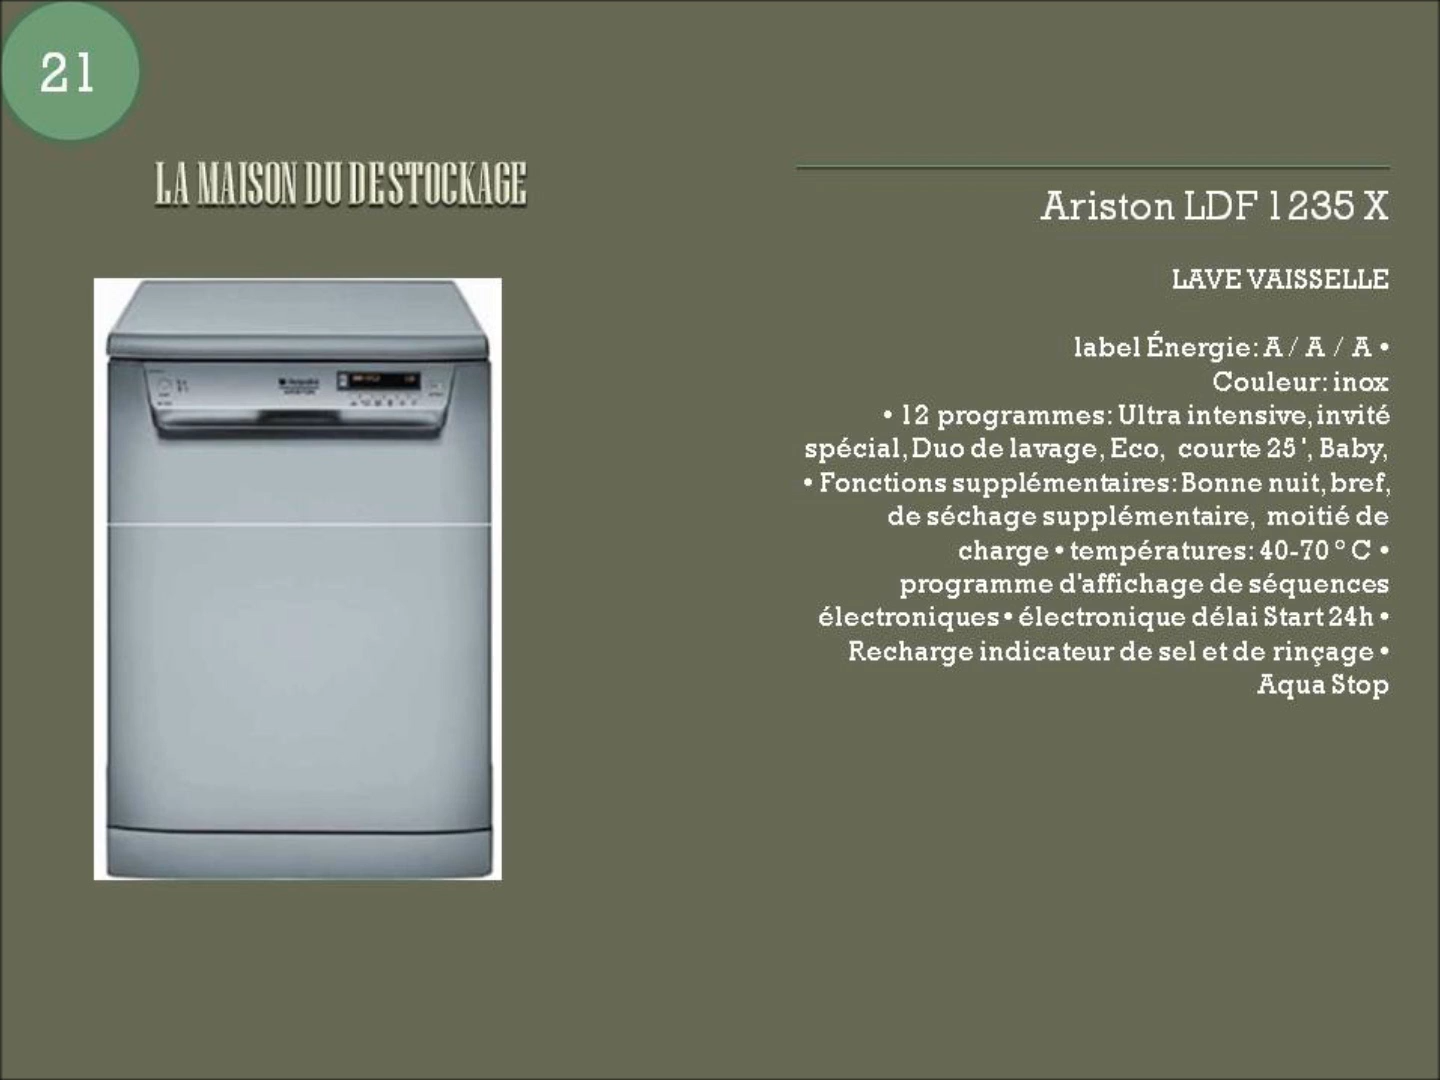 21
LA MAISON DU DESTOCKAGE
Ariston LDF 1235 X
LAVE VAISSELLE
label Énergie: A / A / A •
Couleur: inox
• 12 programmes: Ultra intensive, invité
spécial, Duo de lavage, Eco, courte 25 ', Baby,
• Fonctions supplémentaires: Bonne nuit, bref,
de séchage supplémentaire, moitié de
charge • températures: 40-70 ° C •
programme d'affichage de séquences
électroniques • électronique délai Start 24h •
Recharge indicateur de sel et de rinçage •
Aqua Stop